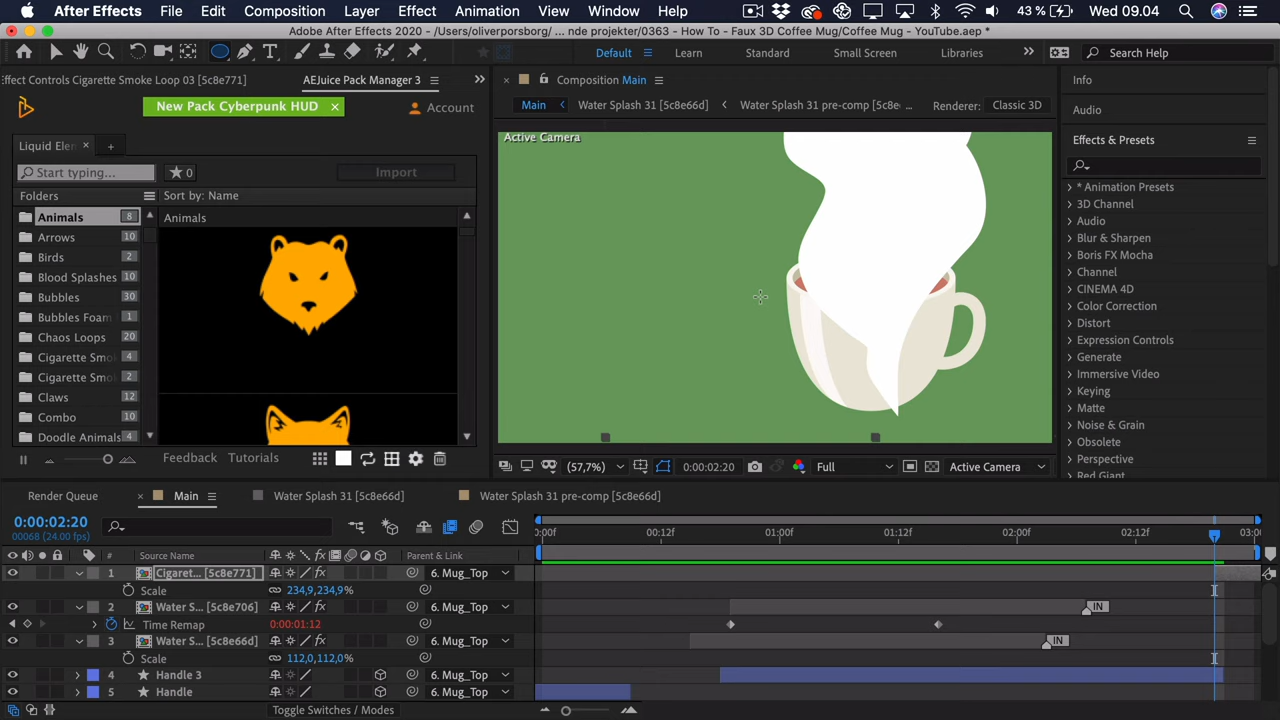 After Effects File Edit Composition Layer Effect Animation View Window Help 43 % Wed 09.04
Adobe After Effects 2020 - /Users/oliverporsborg/ ... nde projekter/0363 - How To - Faux 3D Coffee Mug/Coffee Mug - YouTube.aep *
Default Learn Standard Small Screen Libraries Search Help
ffect Controls Cigarette Smoke Loop 03 [5c8e771] AEJuice Pack Manager 3 Composition Main Info
New Pack Cyberpunk HUD × Account Main Water Splash 31 [5c8e66d] Water Splash 31 pre-comp [5c8e ... Renderer: Classic 3D Audio
Liquid Elen Active Camera Effects & Presets
Start typing... 0 Import
Folders Sort by: Name
Animals 8 Animals
Arrows 10
Birds 2
Blood Splashes 10
Bubbles 30
Bubbles Foam 1
Chaos Loops 20
Cigarette Smo 4
Cigarette Smo 2
Claws 12
Combo 10
Doodle Animals 4
* Animation Presets
3D Channel
Audio
Blur & Sharpen
Boris FX Mocha
Channel
CINEMA 4D
Color Correction
Distort
Expression Controls
Generate
Immersive Video
Keying
Matte
Noise & Grain
Obsolete
Perspective
Red Giant
Feedback Tutorials (57,7%) 0:00:02:20 Full Active Camera
Render Queue Main Water Splash 31 [5c8e66d] Water Splash 31 pre-comp [5c8e660d]
0:00:02:20
00068 (24.00 fps)
:00f 00:12f 01:00f 01:12f 02:00f 02:12f 03:00
# Source Name Parent & Link
1 Cigaret... [5c8e771] 6. Mug_Top
Scale 234,9,234,9%
2 Water S... [5c8e706] 6. Mug_Top IN
Time Remap 0:00:01:12
3 Water S... [5c8e66d] 6. Mug_Top IN
Scale 112,0,112,0%
4 Handle 3 6. Mug_Top
5 Handle 6. Mug_Top
Toggle Switches / Modes